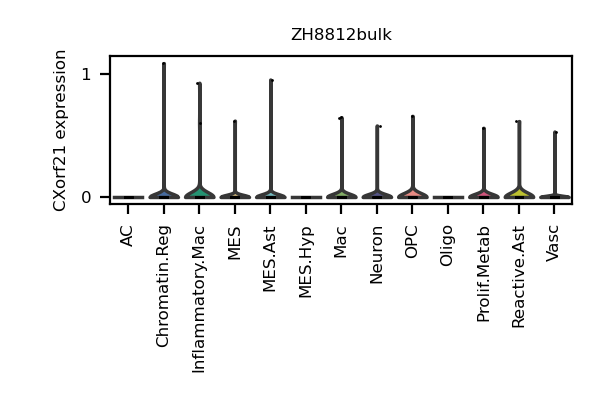 ZH8812bulk
CXorf21 expression
1
0
AC
Chromatin.Reg
Inflammatory.Mac
MES
MES.Ast
MES.Hyp
Mac
Neuron
OPC
Oligo
Prolif.Metab
Reactive.Ast
Vasc